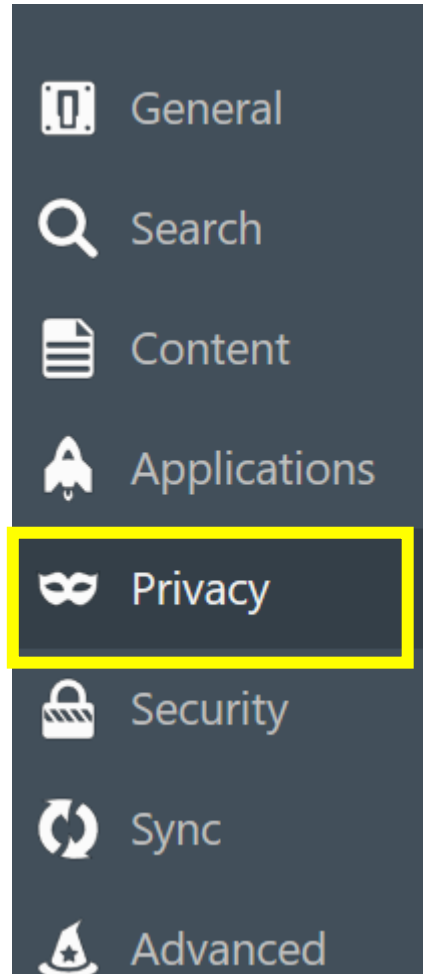 General
Search
Content
Applications
Privacy
Security
Sync
Advanced